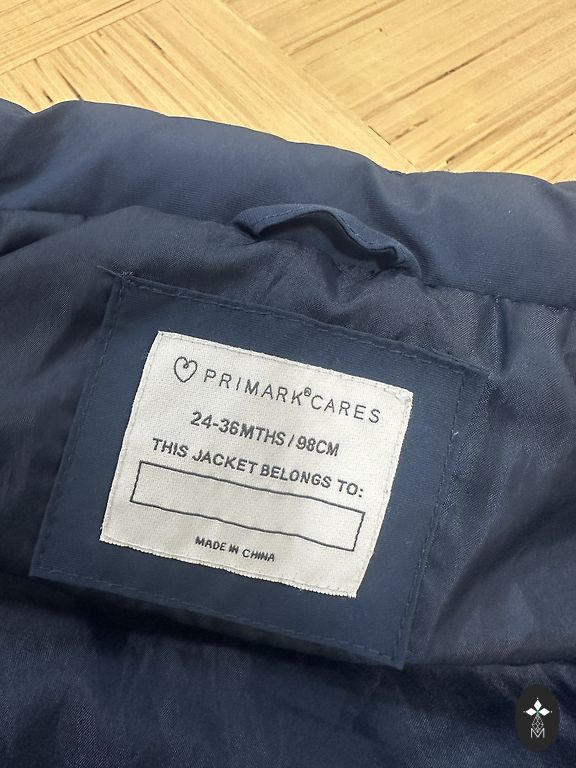 PRIMARK®CARES
24-36MTHS/98CM
THIS JACKET BELONGS TO:
MADE IN CHINA
M